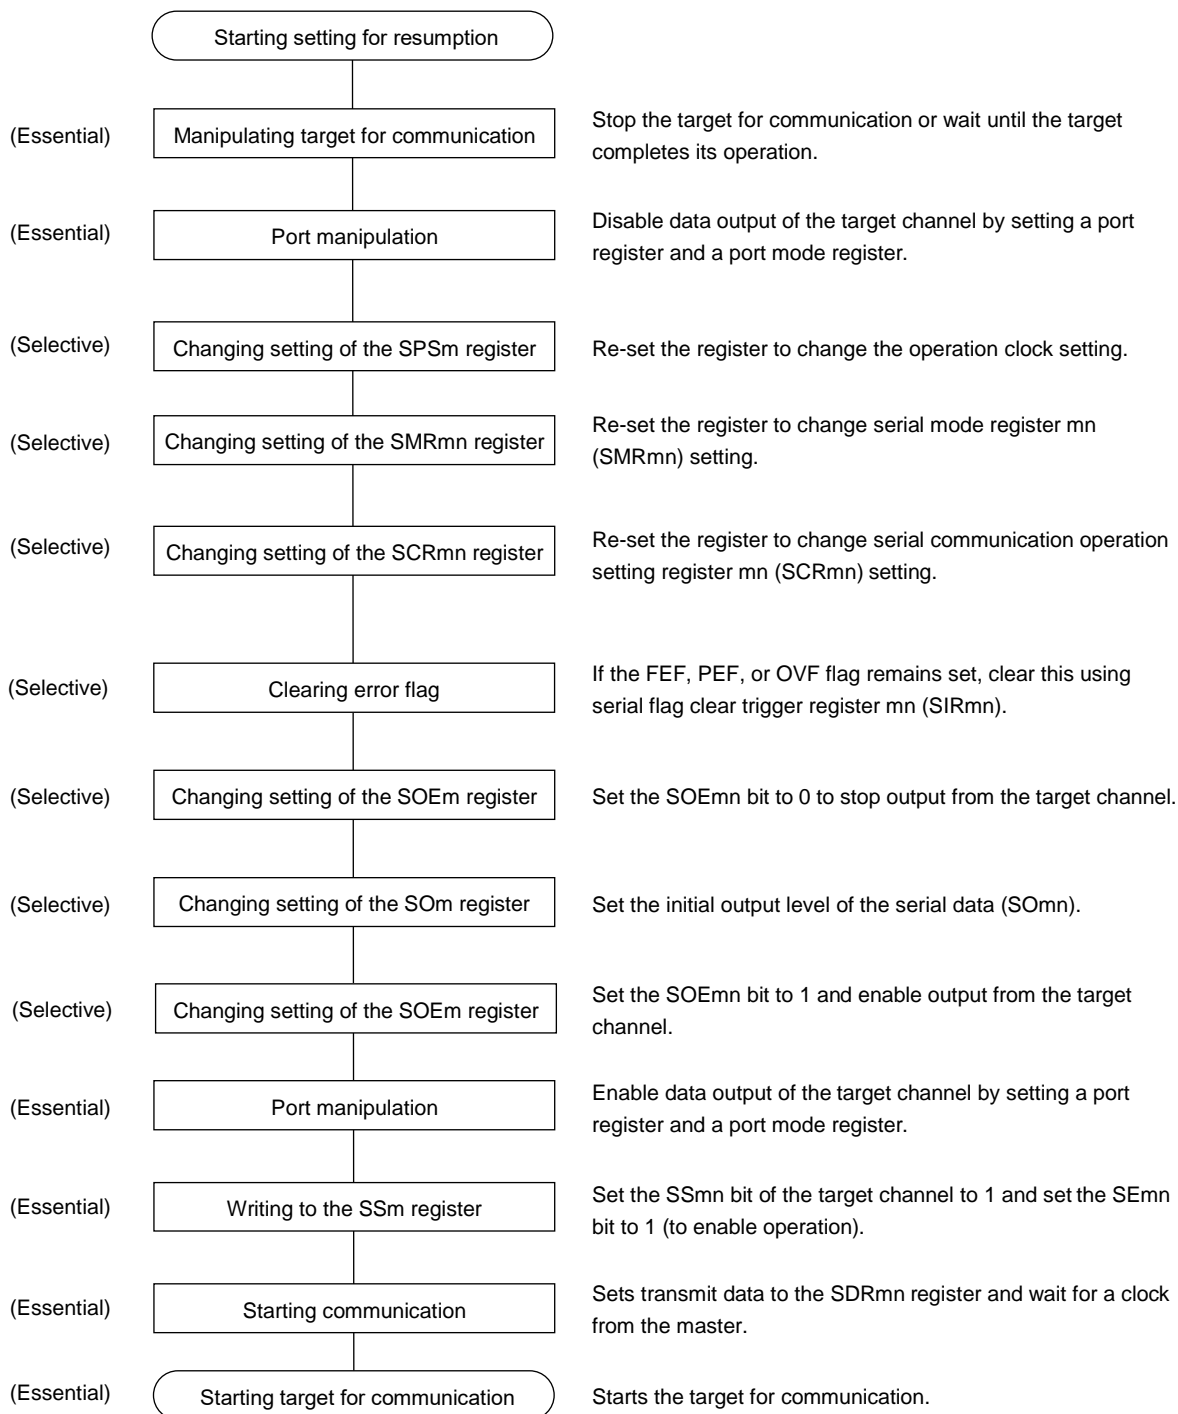 Starting setting for resumption
(Essential)
Manipulating target for communication
Stop the target for communication or wait until the target
completes its operation.
(Essential)
Port manipulation
Disable data output of the target channel by setting a port
register and a port mode register.
(Selective)
Changing setting of the SPSm register
Re-set the register to change the operation clock setting.
(Selective)
Changing setting of the SMRmn register
Re-set the register to change serial mode register mn
(SMRmn) setting.
(Selective)
Changing setting of the SCRmn register
Re-set the register to change serial communication operation
setting register mn (SCRmn) setting.
(Selective)
Clearing error flag
If the FEF, PEF, or OVF flag remains set, clear this using
serial flag clear trigger register mn (SIRmn).
(Selective)
Changing setting of the SOEm register
Set the SOEmn bit to 0 to stop output from the target channel.
(Selective)
Changing setting of the SOm register
Set the initial output level of the serial data (SOmn).
(Selective)
Changing setting of the SOEm register
Set the SOEmn bit to 1 and enable output from the target
channel.
(Essential)
Port manipulation
Enable data output of the target channel by setting a port
register and a port mode register.
(Essential)
Writing to the SSm register
Set the SSmn bit of the target channel to 1 and set the SEmn
bit to 1 (to enable operation).
(Essential)
Starting communication
Sets transmit data to the SDRmn register and wait for a clock
from the master.
(Essential)
Starting target for communication
Starts the target for communication.